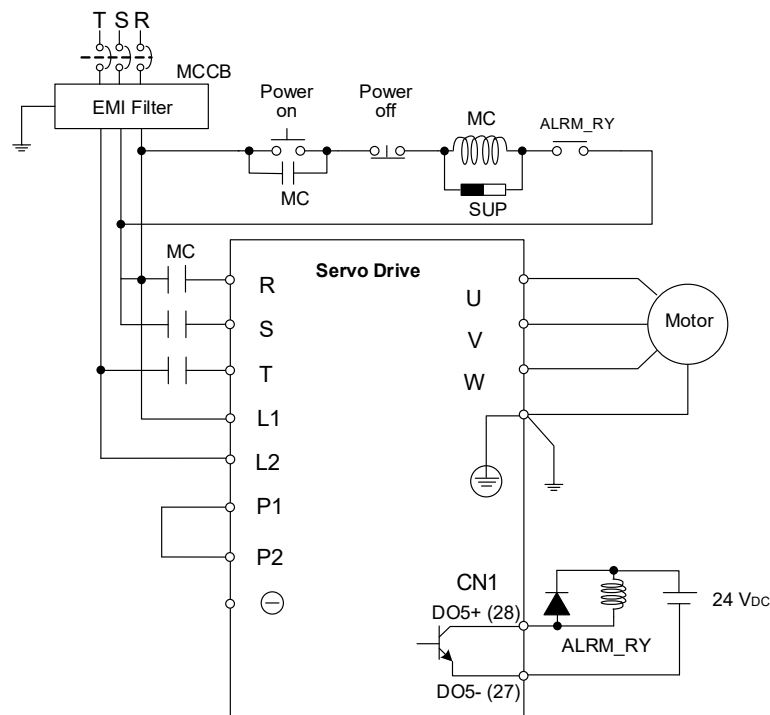 T S R
MCCB
EMI Filter
Power
on
Power
off
MC
ALRM_RY
MC
SUP
MC
Servo Drive
R
S
T
L1
L2
P1
P2
⊖
U
V
W
Motor
CN1
DO5+ (28)
DO5- (27)
ALRM_RY
24 VDC